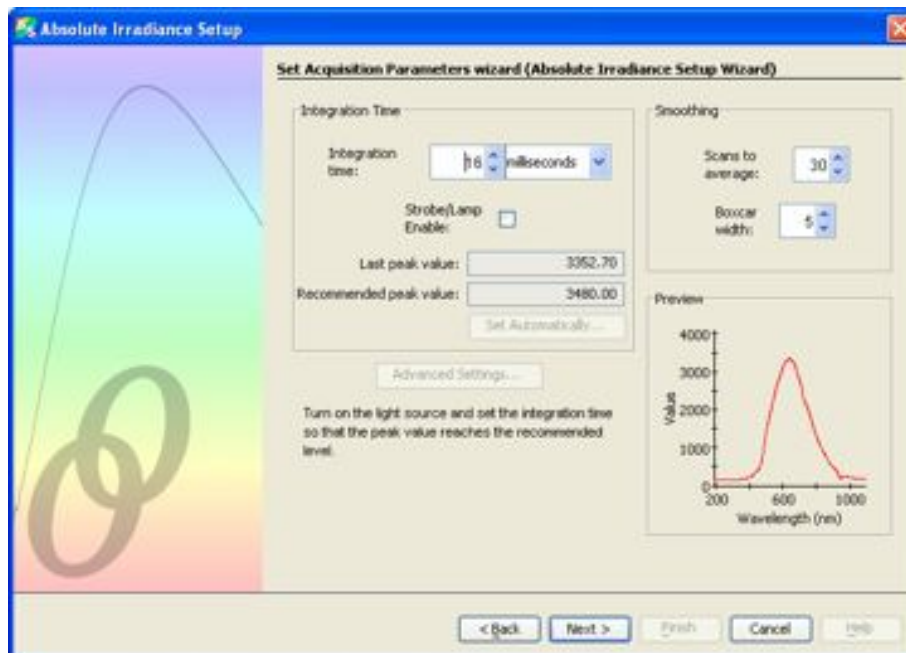 Absolute Irradiance Setup
Set Acquisition Parameters wizard (Absolute Irradiance Setup Wizard)
Integration Time
Integration time:
16 milliseconds
Strobe/Lamp Enable:
Last peak value: 3352.70
Recommended peak value: 3480.00
Set Automatically...
Advanced Settings...
Turn on the light source and set the integration time
so that the peak value reaches the recommended
level.
Smoothing
Scans to average: 30
Boxcar width: 5
Preview
4000
3000
2000
1000
0
Value
200 600 1000
Wavelength (nm)
< Back Next > Finish Cancel Help